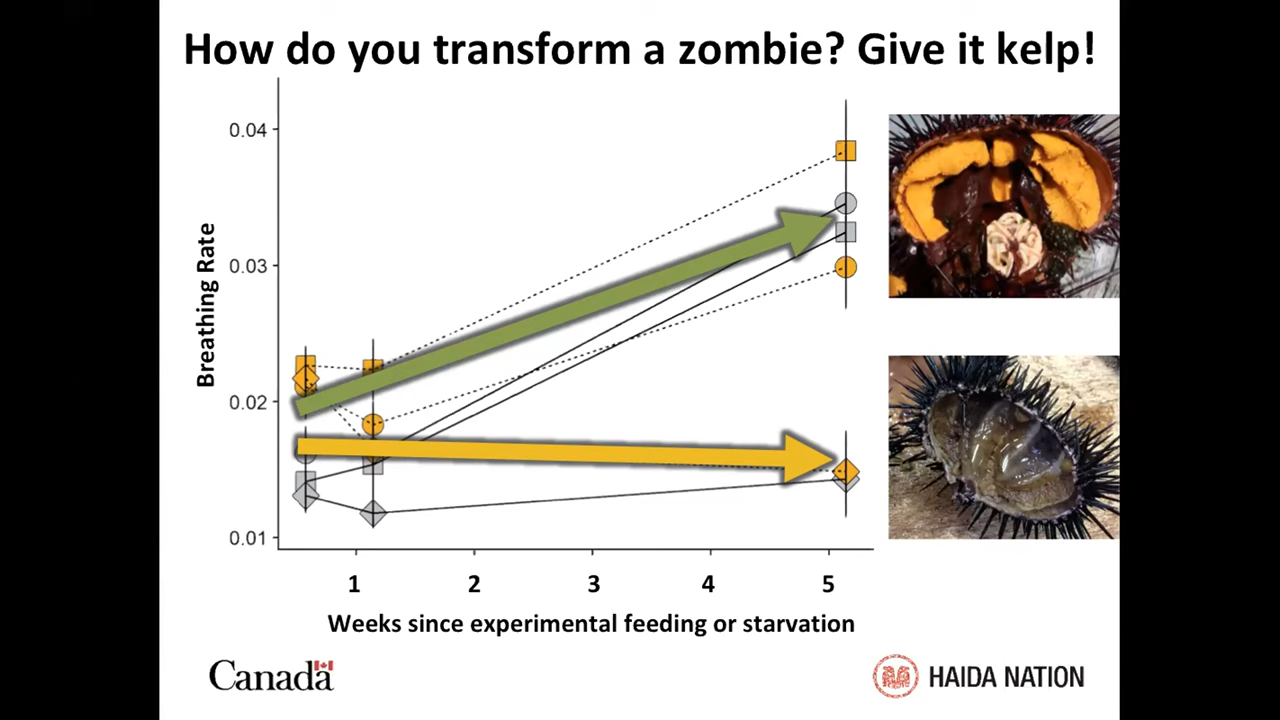 How do you transform a zombie? Give it kelp!
0.04
0.03
0.02
0.01
Breathing Rate
1 2 3 4 5
Weeks since experimental feeding or starvation
Canada
HAIDA NATION